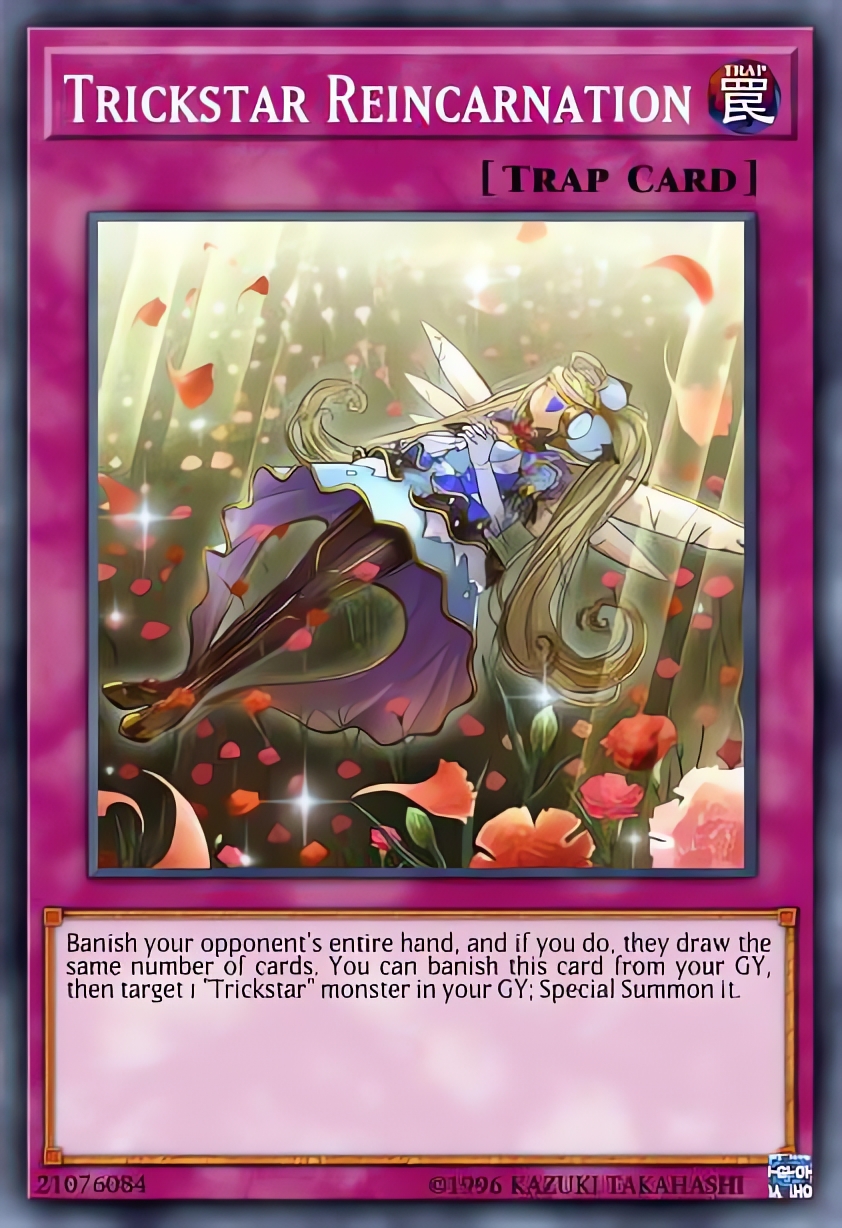 TRICKSTAR REINCARNATION
TRAP
罠
[TRAP CARD]
Banish your opponent's entire hand, and if you do, they draw the
same number of cards. You can banish this card from your GY,
then target 1 "Trickstar" monster in your GY; Special Summon it.
21076084
©1996 KAZUKI TAKAHASHI